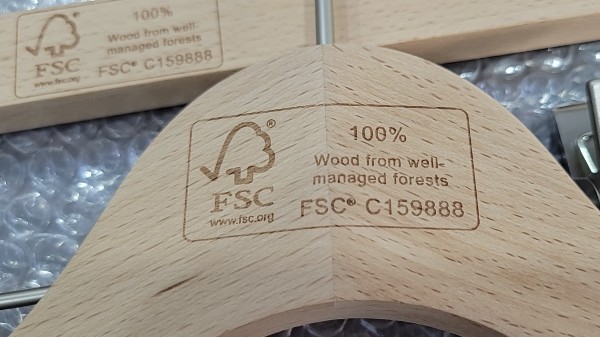 100%
Wood from well-
managed forests
FSC
www.fsc.org
FSC® C159888
®
100%
Wood from well-
managed forests
FSC
www.fsc.org
FSC® C159888